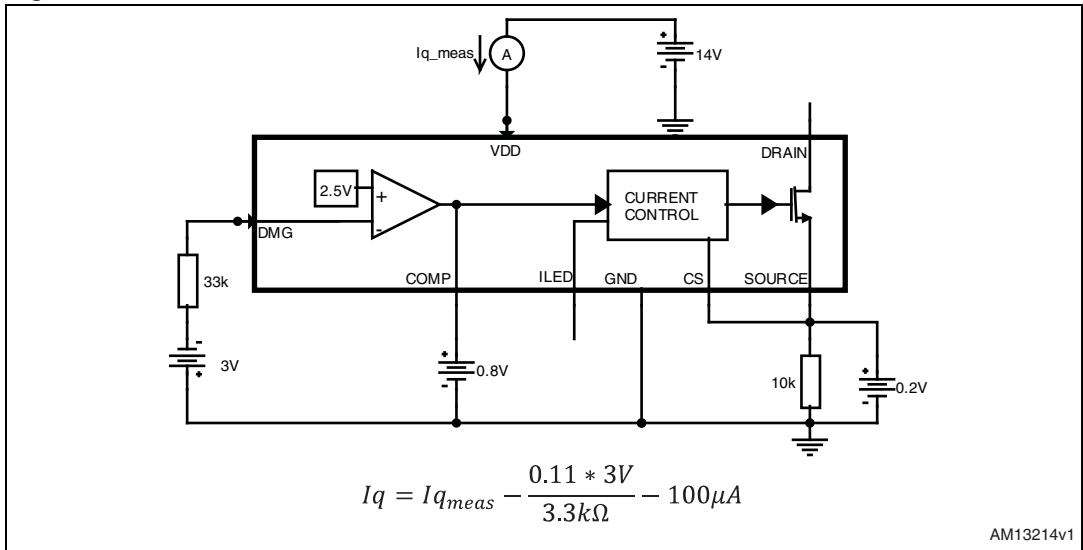 Iq_meas
A
+
-
14V
VDD
DRAIN
2.5V
+
-
CURRENT
CONTROL
DMG
COMP
ILED
GND
CS
SOURCE
33k
-
+
3V
+
-
0.8V
10k
+
-
0.2V
Iq = Iqmeas − 0.11 * 3V / 3.3kΩ − 100μA
AM13214v1